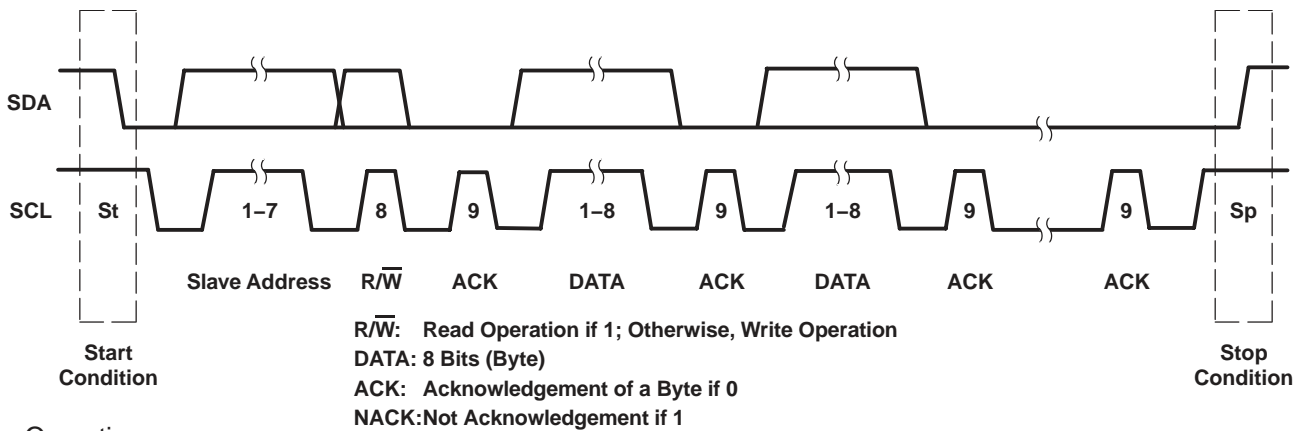 SDA
SCL St 1–7 8 9 1–8 9 1–8 9 9 Sp
Slave Address R/W̅ ACK DATA ACK DATA ACK ACK
Start
Condition
Stop
Condition
R/W̅: Read Operation if 1; Otherwise, Write Operation
DATA: 8 Bits (Byte)
ACK: Acknowledgement of a Byte if 0
NACK:Not Acknowledgement if 1